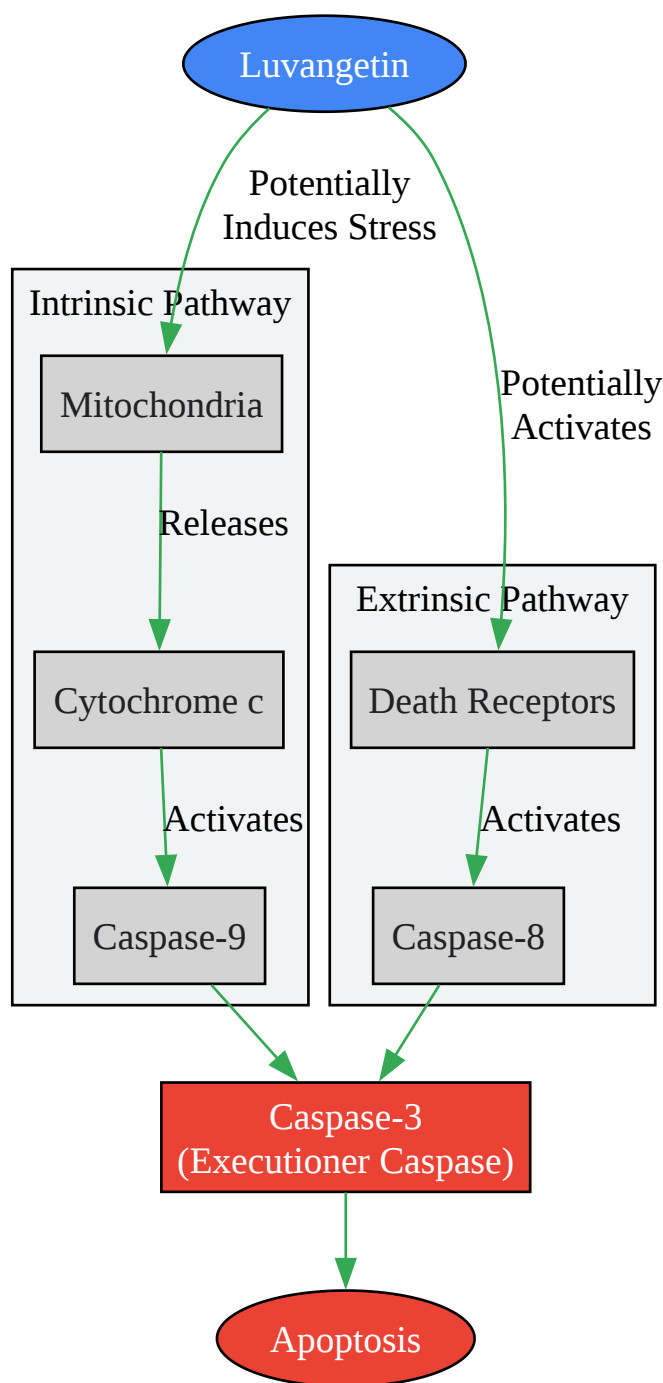 Luvangetin
Potentially
Induces Stress
Intrinsic Pathway
Mitochondria
Potentially
Activates
Releases
Extrinsic Pathway
Cytochrome c
Death Receptors
Activates
Activates
Caspase-9
Caspase-8
Caspase-3
(Executioner Caspase)
Apoptosis